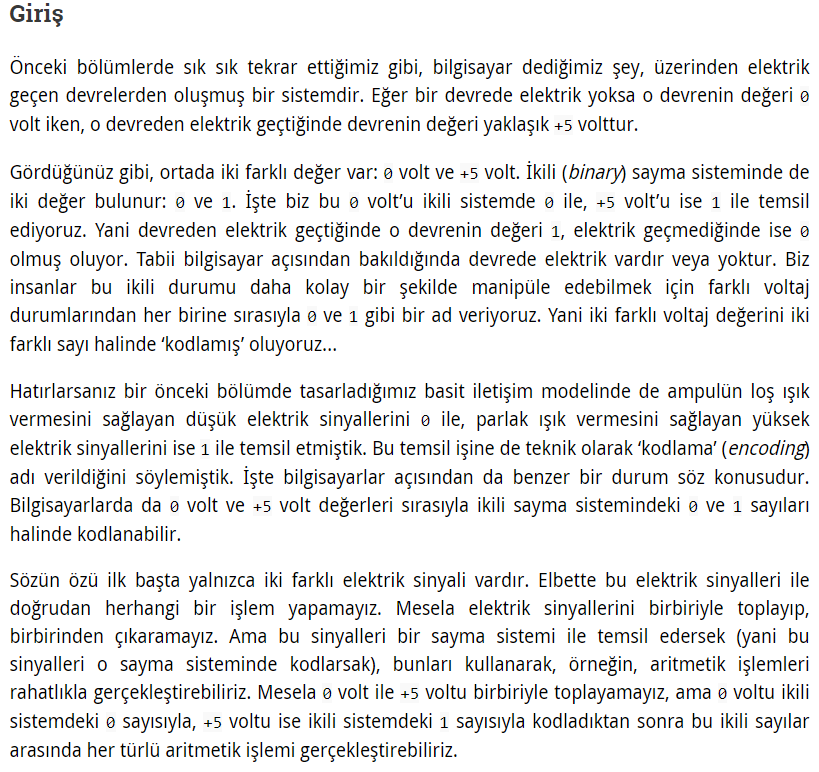 Giriş
Önceki bölümlerde sık sık tekrar ettiğimiz gibi, bilgisayar dediğimiz şey, üzerinden elektrik
geçen devrelerden oluşmuş bir sistemdir. Eğer bir devrede elektrik yoksa o devrenin değeri 0
volt iken, o devreden elektrik geçtiğinde devrenin değeri yaklaşık +5 volttur.
Gördüğünüz gibi, ortada iki farklı değer var: 0 volt ve +5 volt. İkili (binary) sayma sisteminde de
iki değer bulunur: 0 ve 1. İşte biz bu 0 volt’u ikili sistemde 0 ile, +5 volt’u ise 1 ile temsil
ediyoruz. Yani devreden elektrik geçtiğinde o devrenin değeri 1, elektrik geçmediğinde ise 0
olmuş oluyor. Tabii bilgisayar açısından bakıldığında devrede elektrik vardır veya yoktur. Biz
insanlar bu ikili durumu daha kolay bir şekilde manipüle edebilmek için farklı voltaj
durumlarından her birine sırasıyla 0 ve 1 gibi bir ad veriyoruz. Yani iki farklı voltaj değerini iki
farklı sayı halinde ‘kodlamış’ oluyoruz...
Hatırlarsanız bir önceki bölümde tasarladığımız basit iletişim modelinde de ampulün loş ışık
vermesini sağlayan düşük elektrik sinyallerini 0 ile, parlak ışık vermesini sağlayan yüksek
elektrik sinyallerini ise 1 ile temsil etmiştik. Bu temsil işine de teknik olarak ‘kodlama’ (encoding)
adı verildiğini söylemiştik. İşte bilgisayarlar açısından da benzer bir durum söz konusudur.
Bilgisayarlarda da 0 volt ve +5 volt değerleri sırasıyla ikili sayma sistemindeki 0 ve 1 sayıları
halinde kodlanabilir.
Sözün özü ilk başta yalnızca iki farklı elektrik sinyali vardır. Elbette bu elektrik sinyalleri ile
doğrudan herhangi bir işlem yapamayız. Mesela elektrik sinyallerini birbiriyle toplayıp,
birbirinden çıkaramayız. Ama bu sinyalleri bir sayma sistemi ile temsil edersek (yani bu
sinyalleri o sayma sisteminde kodlarsak), bunları kullanarak, örneğin, aritmetik işlemleri
rahatlıkla gerçekleştirebiliriz. Mesela 0 volt ile +5 voltu birbiriyle toplayamayız, ama 0 voltu ikili
sistemdeki 0 sayısıyla, +5 voltu ise ikili sistemdeki 1 sayısıyla kodladıktan sonra bu ikili sayılar
arasında her türlü aritmetik işlemi gerçekleştirebiliriz.